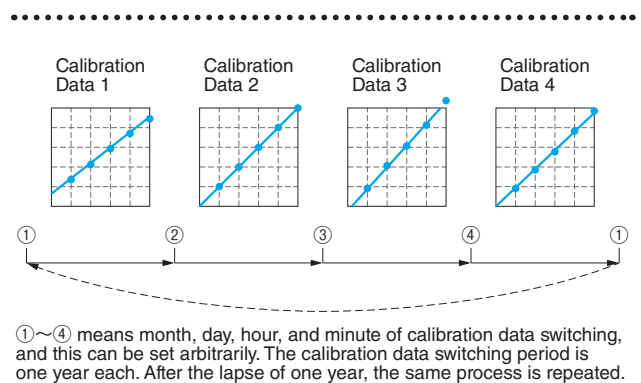 Calibration Data 1
Calibration Data 2
Calibration Data 3
Calibration Data 4
① ② ③ ④ ①
①～④ means month, day, hour, and minute of calibration data switching,
and this can be set arbitrarily. The calibration data switching period is
one year each. After the lapse of one year, the same process is repeated.